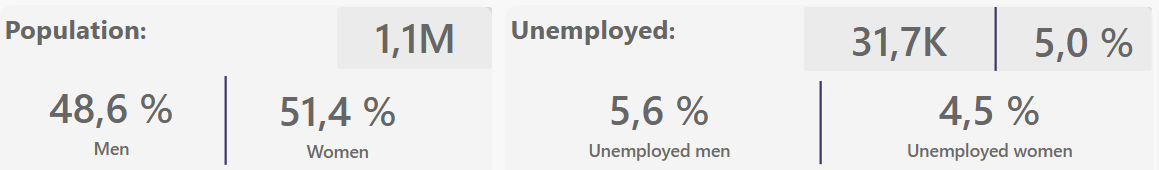 Population:
1,1M
48,6 %
Men
51,4 %
Women
Unemployed:
31,7K
5,0 %
5,6 %
Unemployed men
4,5 %
Unemployed women